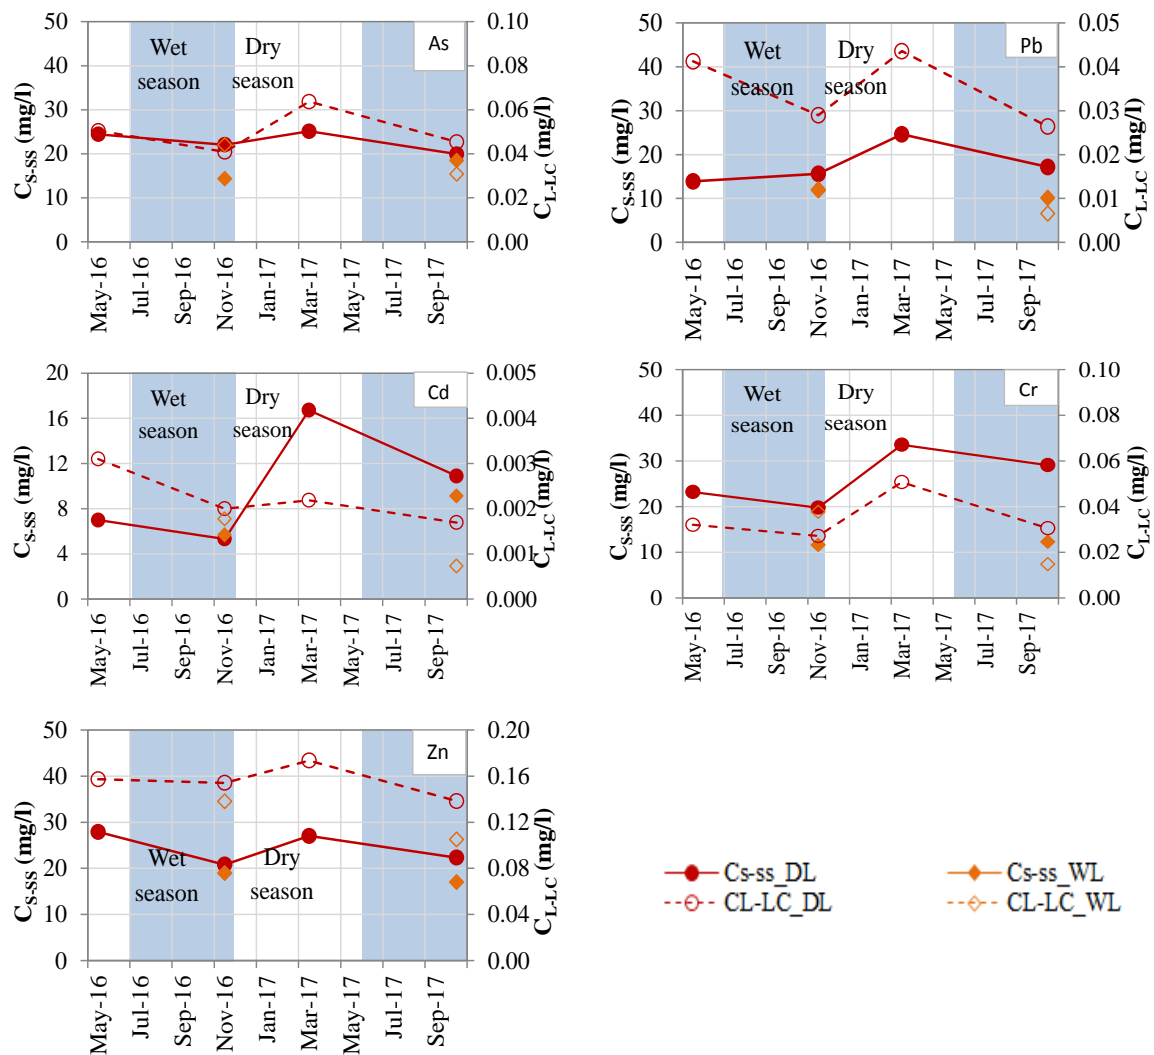 50
40
30
20
10
0
C_S-SS (mg/l)
Wet
season
Dry
season
As
0.10
0.08
0.06
0.04
0.02
0.00
C_L-LC (mg/l)
May-16
Jul-16
Sep-16
Nov-16
Jan-17
Mar-17
May-17
Jul-17
Sep-17
50
40
30
20
10
0
C_S-SS (mg/l)
Wet
season
Dry
season
Pb
0.05
0.04
0.03
0.02
0.01
0.00
C_L-LC (mg/l)
May-16
Jul-16
Sep-16
Nov-16
Jan-17
Mar-17
May-17
Jul-17
Sep-17
20
16
12
8
4
0
C_S-SS (mg/l)
Wet
season
Dry
season
Cd
0.005
0.004
0.003
0.002
0.001
0.000
C_L-LC (mg/l)
May-16
Jul-16
Sep-16
Nov-16
Jan-17
Mar-17
May-17
Jul-17
Sep-17
50
40
30
20
10
0
C_S-SS (mg/l)
Wet
season
Dry
season
Cr
0.10
0.08
0.06
0.04
0.02
0.00
C_L-LC (mg/l)
May-16
Jul-16
Sep-16
Nov-16
Jan-17
Mar-17
May-17
Jul-17
Sep-17
50
40
30
20
10
0
C_S-SS (mg/l)
Wet
season
Dry
season
Zn
0.20
0.16
0.12
0.08
0.04
0.00
C_L-LC (mg/l)
May-16
Jul-16
Sep-16
Nov-16
Jan-17
Mar-17
May-17
Jul-17
Sep-17
Cs-ss_DL
Cs-ss_WL
CL-LC_DL
CL-LC_WL